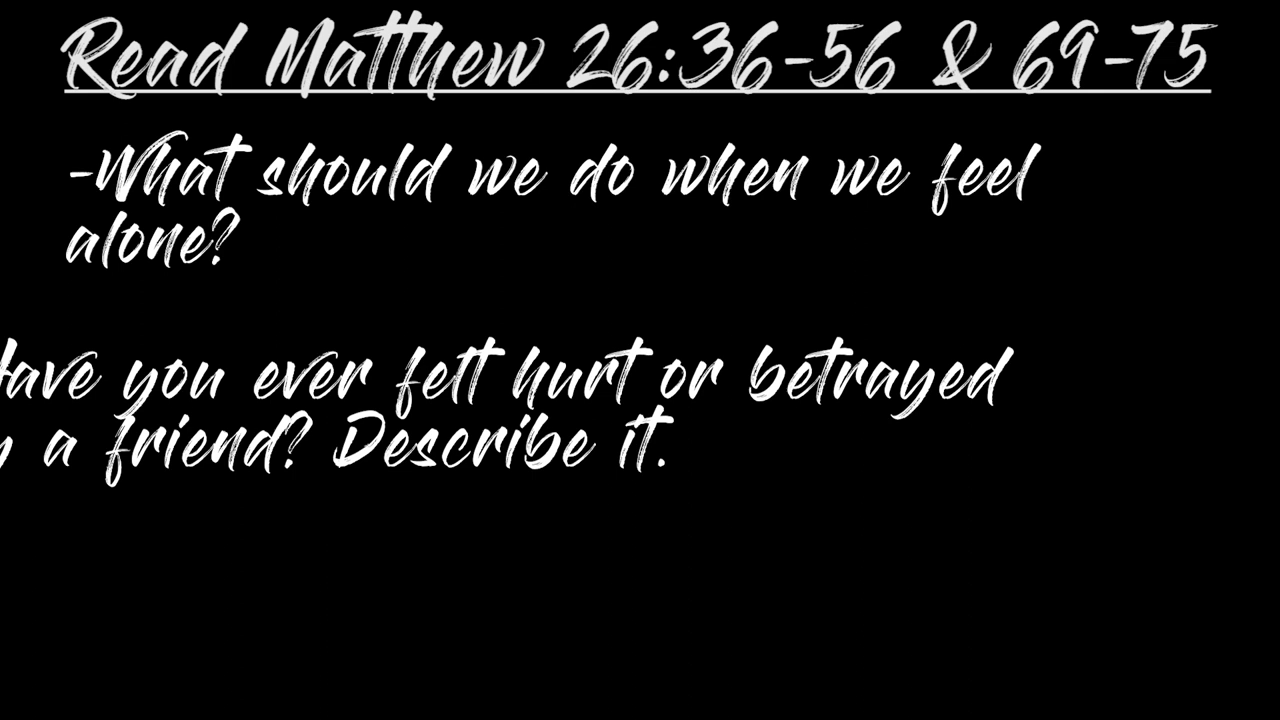 Read Matthew 26:36-56 & 69-75
-What should we do when we feel
alone?
ave you ever felt hurt or betrayed
a friend? Describe it.